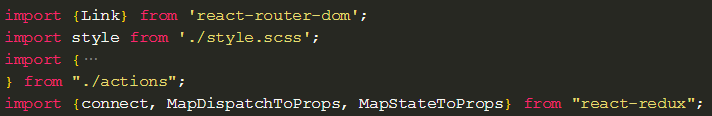 import {Link} from 'react-router-dom';
import style from './style.scss';
import {⋯
} from "./actions";
import {connect, MapDispatchToProps, MapStateToProps} from "react-redux";